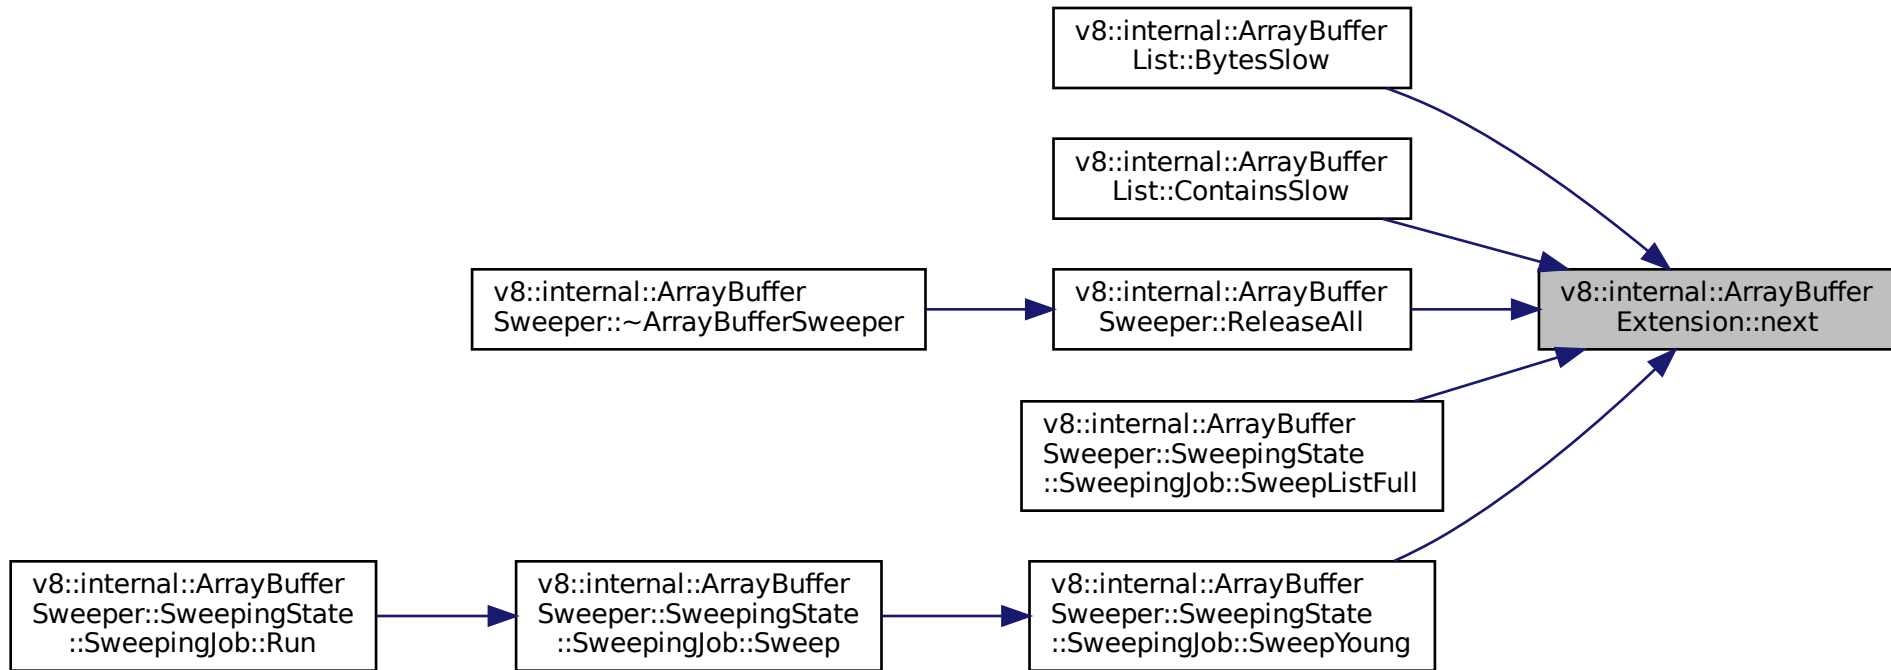 v8::internal::ArrayBuffer
List::BytesSlow
v8::internal::ArrayBuffer
List::ContainsSlow
v8::internal::ArrayBuffer
Sweeper::~ArrayBufferSweeper
v8::internal::ArrayBuffer
Sweeper::ReleaseAll
v8::internal::ArrayBuffer
Extension::next
v8::internal::ArrayBuffer
Sweeper::SweepingState
::SweepingJob::SweepListFull
v8::internal::ArrayBuffer
Sweeper::SweepingState
::SweepingJob::Run
v8::internal::ArrayBuffer
Sweeper::SweepingState
::SweepingJob::Sweep
v8::internal::ArrayBuffer
Sweeper::SweepingState
::SweepingJob::SweepYoung